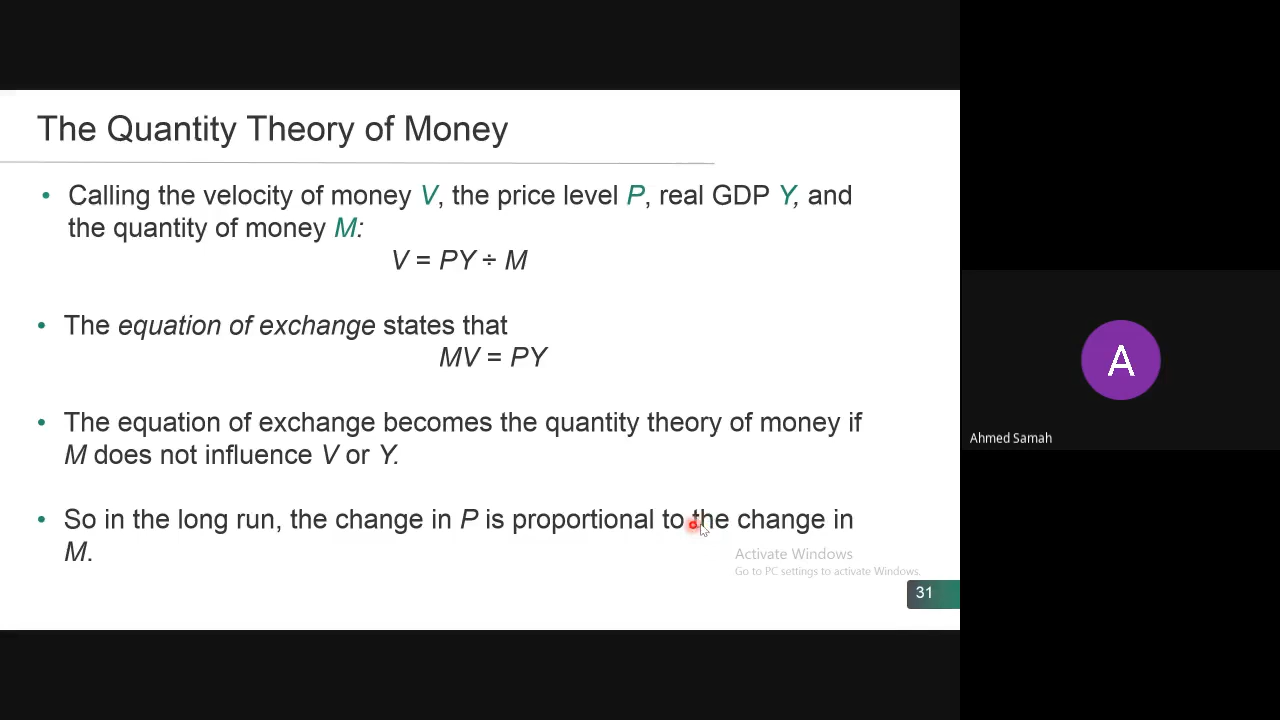 The Quantity Theory of Money
• Calling the velocity of money V, the price level P, real GDP Y, and
the quantity of money M:
V = PY ÷ M
• The equation of exchange states that
MV = PY
• The equation of exchange becomes the quantity theory of money if
M does not influence V or Y.
• So in the long run, the change in P is proportional to the change in
M.
Activate Windows
Go to PC settings to activate Windows.
31
A
Ahmed Samah